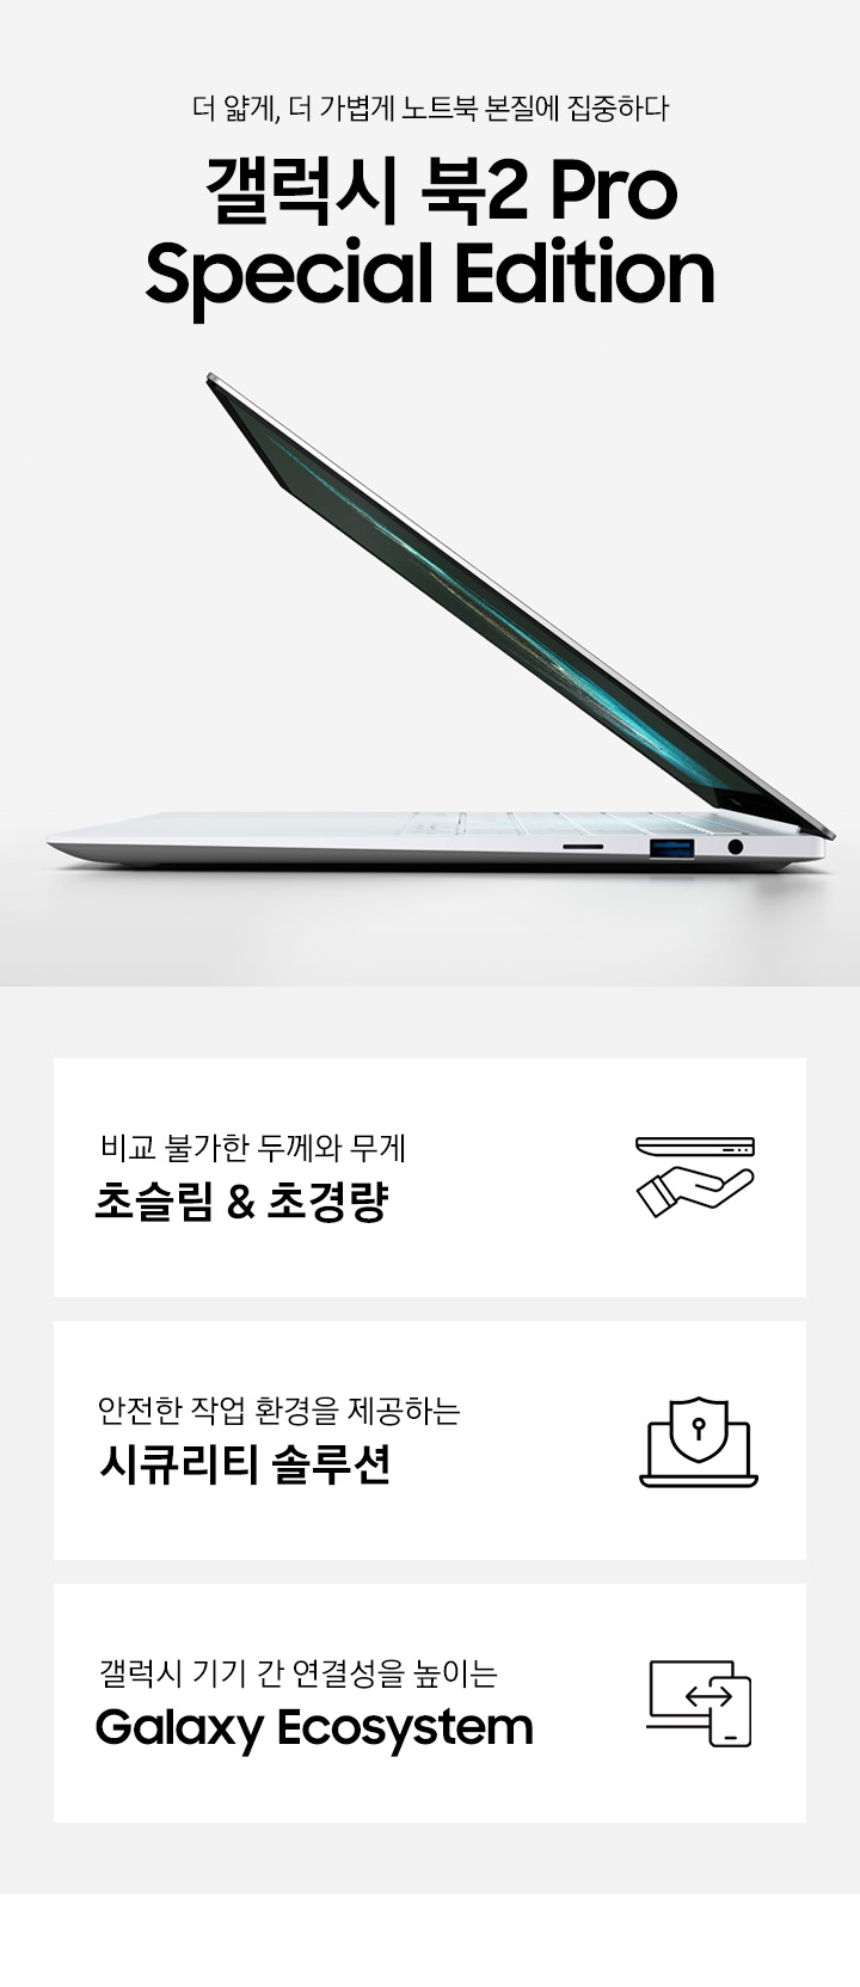 더 얇게, 더 가볍게 노트북 본질에 집중하다
갤럭시 북2 Pro
Special Edition
비교 불가한 두께와 무게
초슬림 & 초경량
안전한 작업 환경을 제공하는
시큐리티 솔루션
갤럭시 기기 간 연결성을 높이는
Galaxy Ecosystem